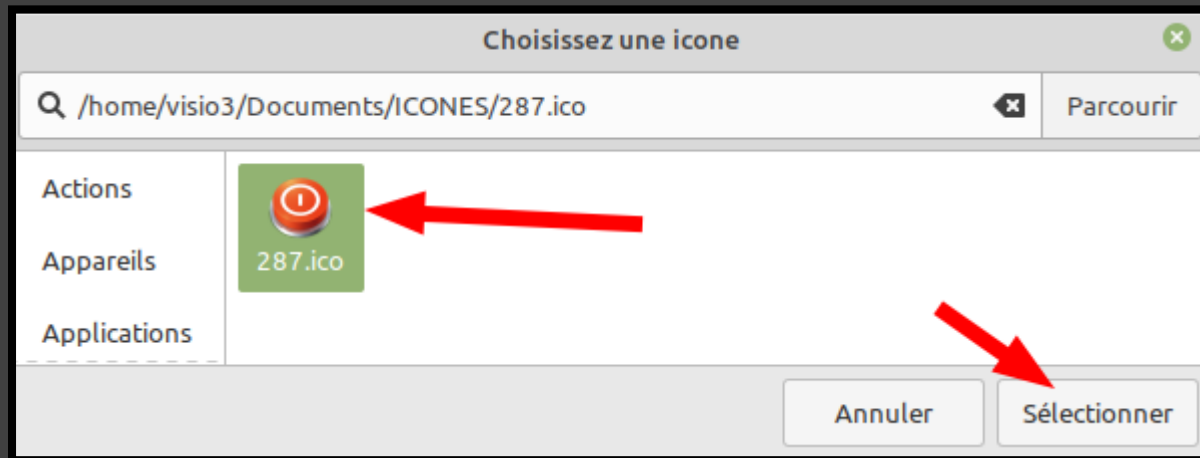 Choisissez une icone
/home/visio3/Documents/ICONES/287.ico
Parcourir
Actions
Appareils
Applications
287.ico
Annuler
Sélectionner